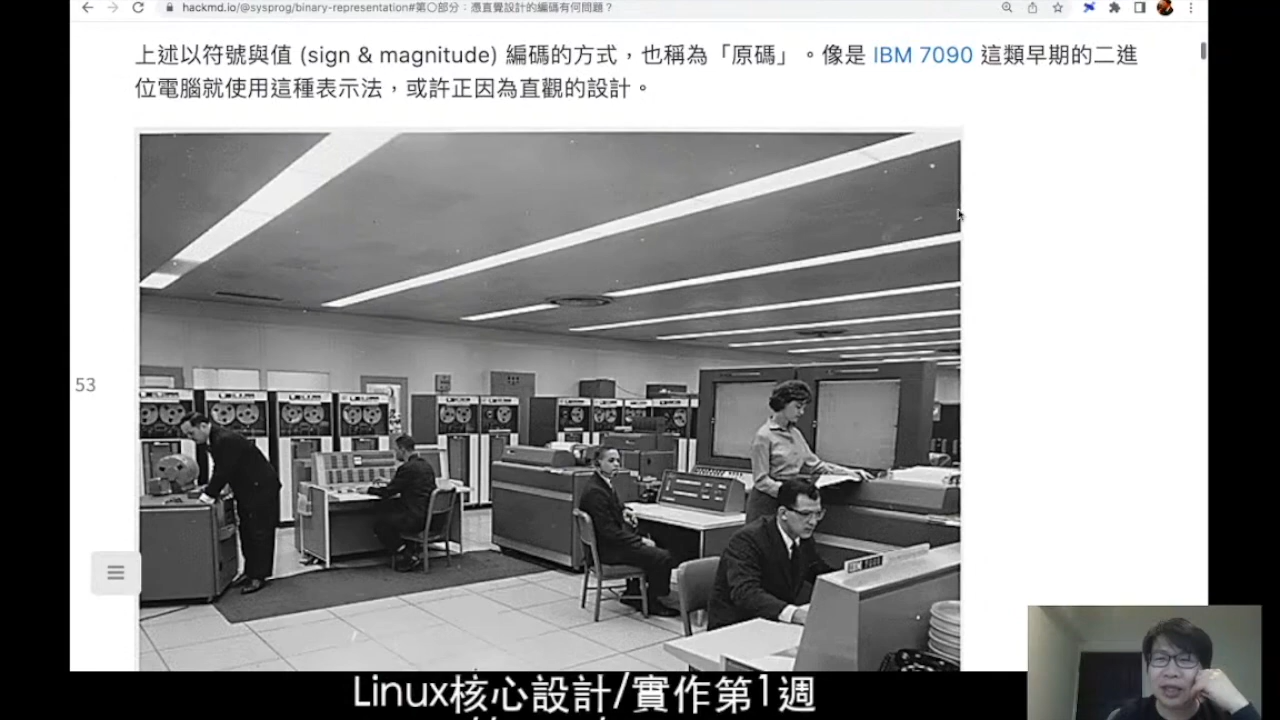 hackmd.io/@sysprog/binary-representation#第〇部分：憑直覺設計的編碼有何問題？
上述以符號與值 (sign & magnitude) 編碼的方式，也稱為「原碼」。像是 IBM 7090 這類早期的二進
位電腦就使用這種表示法，或許正因為直觀的設計。
53
IBM 7090
Linux核心設計/實作第1週